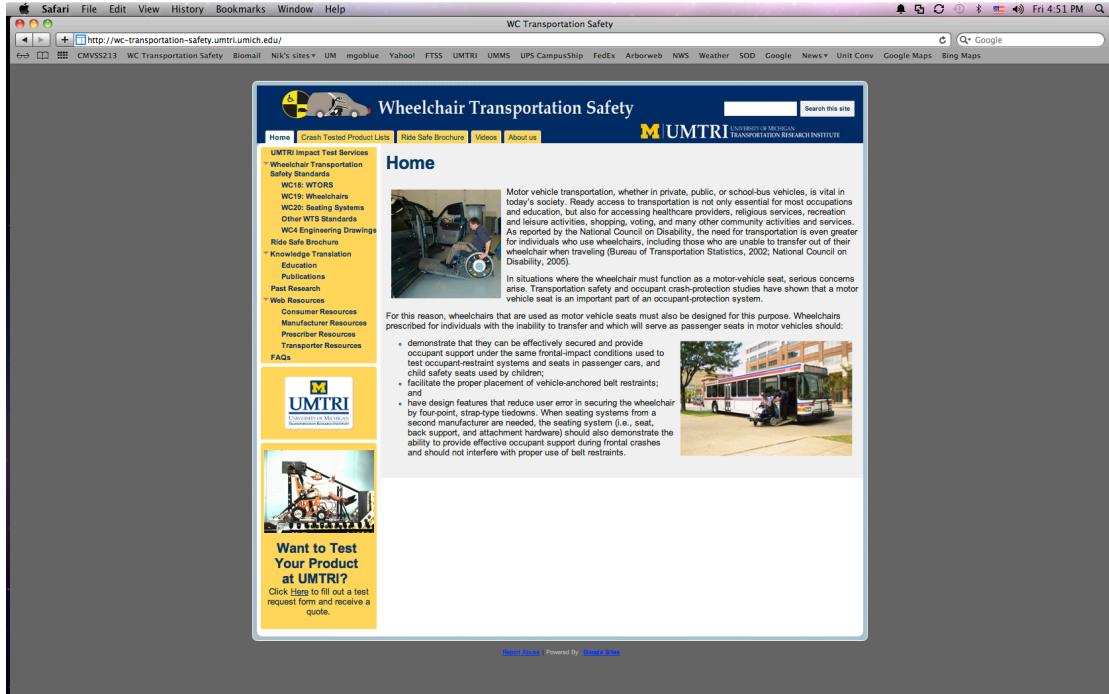 Safari File Edit View History Bookmarks Window Help Fri 4:51 PM
WC Transportation Safety
http://wc-transportation-safety.umtri.umich.edu/ Google
CMVSS213 WC Transportation Safety Biomail Nik's sites UM mgoblue Yahoo! FTSS UMTRI UMMS UPS CampusShip FedEx Arborweb NWS Weather SOD Google News Unit Conv Google Maps Bing Maps
Wheelchair Transportation Safety
Search this site
M UMTRI UNIVERSITY OF MICHIGAN
TRANSPORTATION RESEARCH INSTITUTE
Home Crash Tested Product Lists Ride Safe Brochure Videos About us
UMTRI Impact Test Services
Wheelchair Transportation
Safety Standards
WC18: WTORS
WC19: Wheelchairs
WC20: Seating Systems
Other WTS Standards
WC4 Engineering Drawings
Ride Safe Brochure
Knowledge Translation
Education
Publications
Past Research
Web Resources
Consumer Resources
Manufacturer Resources
Prescriber Resources
Transporter Resources
FAQs
M
UMTRI
UNIVERSITY OF MICHIGAN
TRANSPORTATION RESEARCH INSTITUTE
Want to Test
Your Product
at UMTRI?
Click Here to fill out a test
request form and receive a
quote.
Home
Motor vehicle transportation, whether in private, public, or school-bus vehicles, is vital in
today's society. Ready access to transportation is not only essential for most occupations
and education, but also for accessing healthcare providers, religious services, recreation
and leisure activities, shopping, voting, and many other community activities and services.
As reported by the National Council on Disability, the need for transportation is even greater
for individuals who use wheelchairs, including those who are unable to transfer out of their
wheelchair when traveling (Bureau of Transportation Statistics, 2002; National Council on
Disability, 2005).
In situations where the wheelchair must function as a motor-vehicle seat, serious concerns
arise. Transportation safety and occupant crash-protection studies have shown that a motor
vehicle seat is an important part of an occupant-protection system.
For this reason, wheelchairs that are used as motor vehicle seats must also be designed for this purpose. Wheelchairs
prescribed for individuals with the inability to transfer and which will serve as passenger seats in motor vehicles should:
• demonstrate that they can be effectively secured and provide
occupant support under the same frontal-impact conditions used to
test occupant-restraint systems and seats in passenger cars, and
child safety seats used by children;
• facilitate the proper placement of vehicle-anchored belt restraints;
and
• have design features that reduce user error in securing the wheelchair
by four-point, strap-type tiedowns. When seating systems from a
second manufacturer are needed, the seating system (i.e., seat,
back support, and attachment hardware) should also demonstrate the
ability to provide effective occupant support during frontal crashes
and should not interfere with proper use of belt restraints.
Report Abuse | Powered By Google Sites